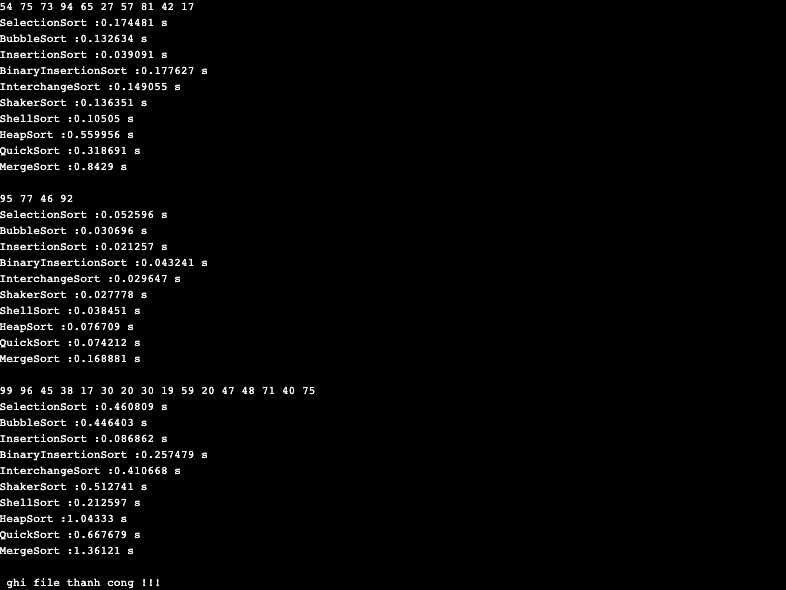 54 75 73 94 65 27 57 81 42 17
SelectionSort :0.174481 s
BubbleSort :0.132634 s
InsertionSort :0.039091 s
BinaryInsertionSort :0.177627 s
InterchangeSort :0.149055 s
ShakerSort :0.136351 s
ShellSort :0.10505 s
HeapSort :0.559956 s
QuickSort :0.318691 s
MergeSort :0.8429 s
95 77 46 92
SelectionSort :0.052596 s
BubbleSort :0.030696 s
InsertionSort :0.021257 s
BinaryInsertionSort :0.043241 s
InterchangeSort :0.029647 s
ShakerSort :0.027778 s
ShellSort :0.038451 s
HeapSort :0.076709 s
QuickSort :0.074212 s
MergeSort :0.168881 s
99 96 45 38 17 30 20 30 19 59 20 47 48 71 40 75
SelectionSort :0.460809 s
BubbleSort :0.446403 s
InsertionSort :0.086862 s
BinaryInsertionSort :0.257479 s
InterchangeSort :0.410668 s
ShakerSort :0.512741 s
ShellSort :0.212597 s
HeapSort :1.04333 s
QuickSort :0.667679 s
MergeSort :1.36121 s
ghi file thanh cong !!!